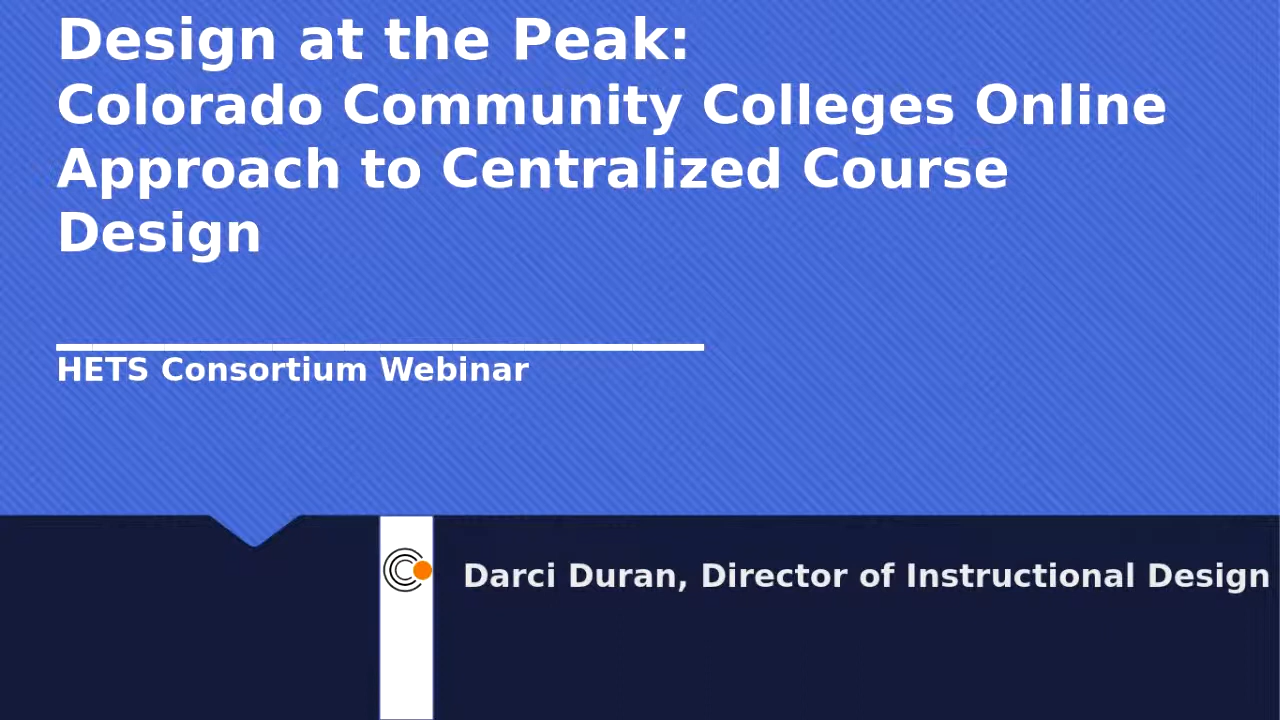 Design at the Peak:
Colorado Community Colleges Online
Approach to Centralized Course
Design
HETS Consortium Webinar
Darci Duran, Director of Instructional Design